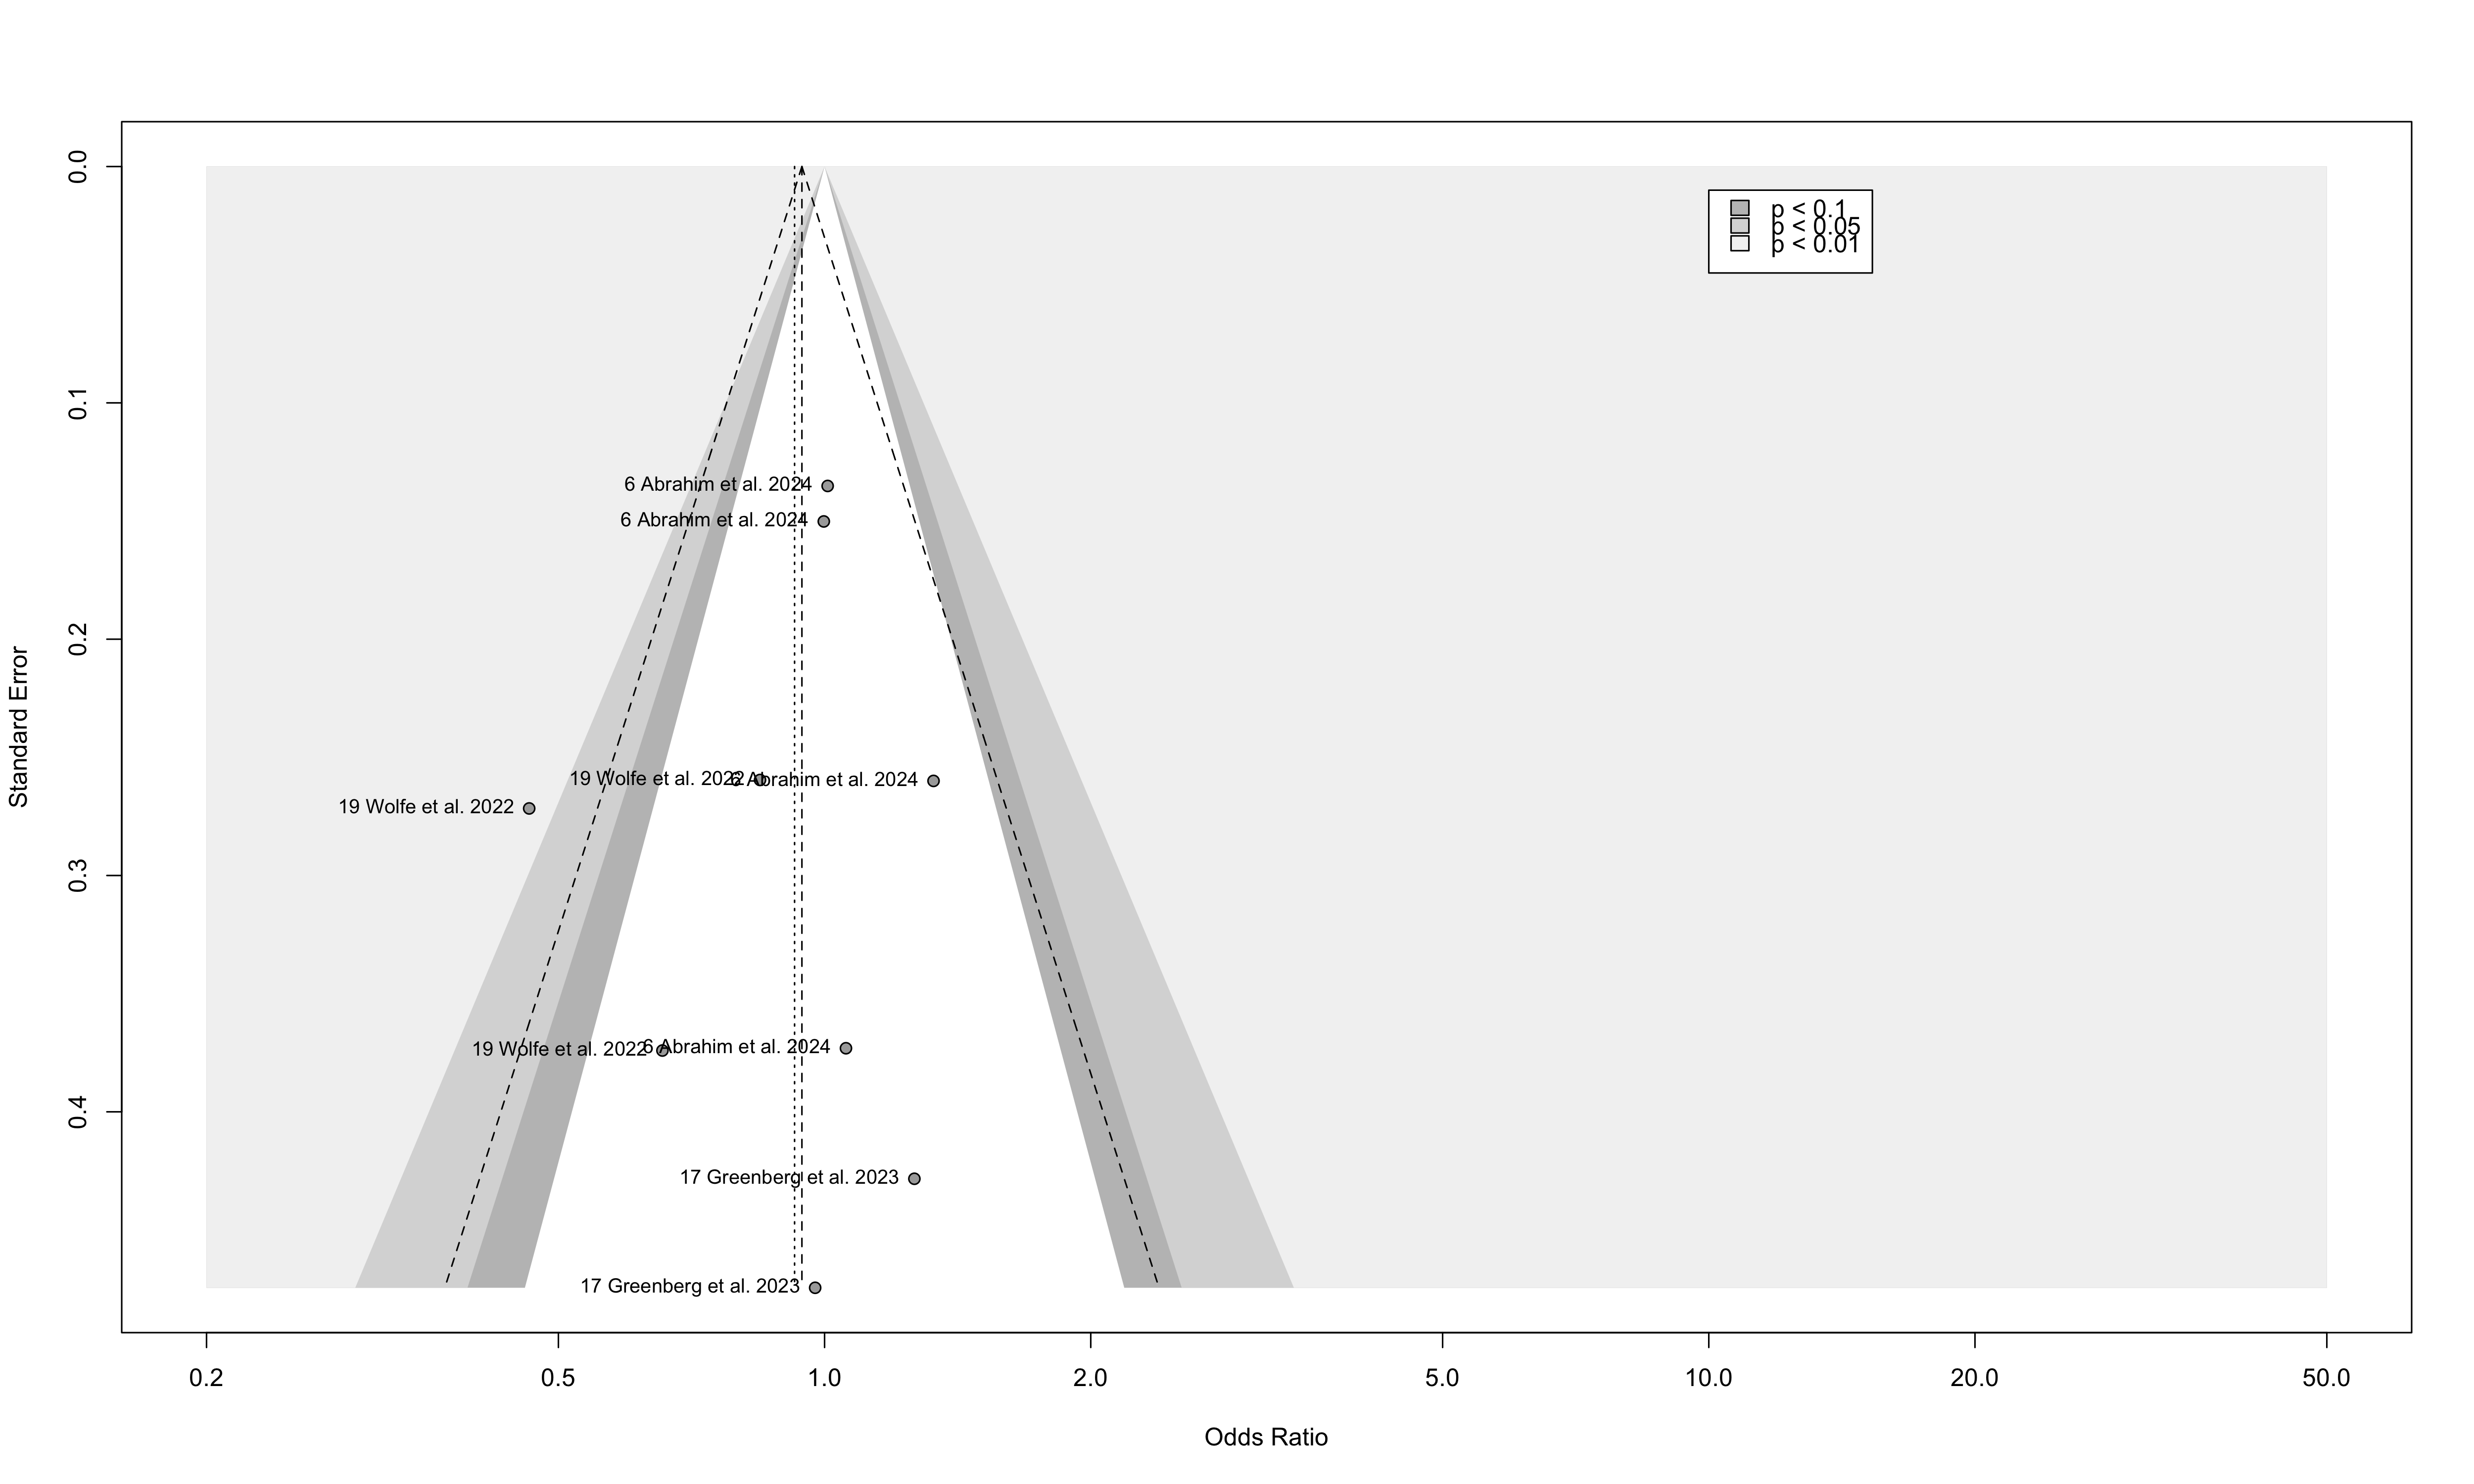 0.0
0.1
0.2
0.3
0.4
Standard Error
p < 0.1
p < 0.05
p < 0.01
6 Abrahim et al. 2024
6 Abrahim et al. 2024
19 Wolfe et al. 2022
6 Abrahim et al. 2024
19 Wolfe et al. 2022
19 Wolfe et al. 2022
6 Abrahim et al. 2024
17 Greenberg et al. 2023
17 Greenberg et al. 2023
0.2 0.5 1.0 2.0 5.0 10.0 20.0 50.0
Odds Ratio